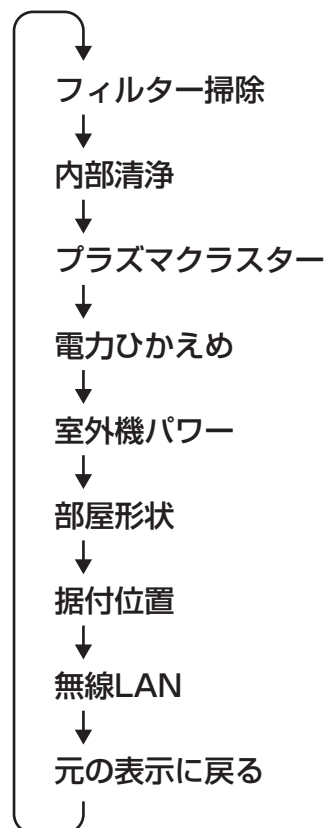 フィルター掃除
内部清浄
プラズマクラスター
電力ひかえめ
室外機パワー
部屋形状
据付位置
無線LAN
元の表示に戻る